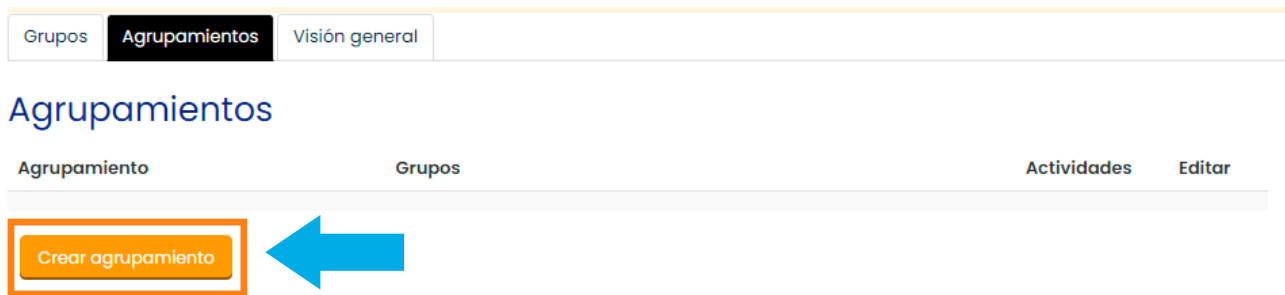 Grupos Agrupamientos Visión general
Agrupamientos
Agrupamiento Grupos Actividades Editar
Crear agrupamiento